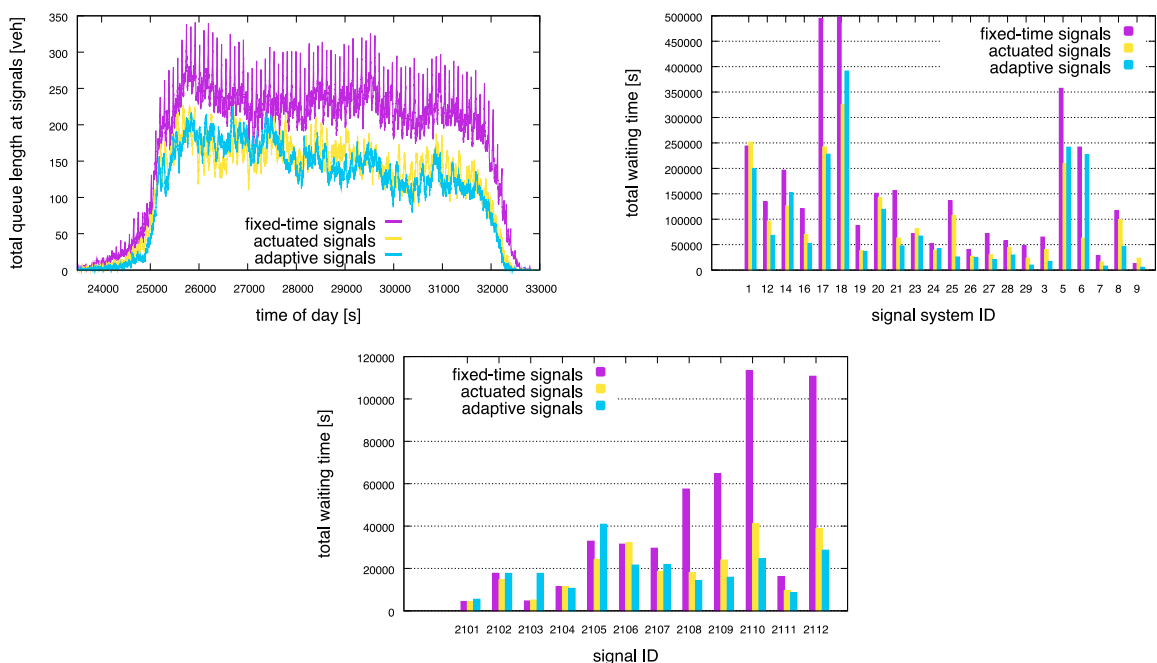 total queue length at signals [veh]
350
300
250
200
150
100
50
0
fixed-time signals
actuated signals
adaptive signals
24000 25000 26000 27000 28000 29000 30000 31000 32000 33000
time of day [s]
total waiting time [s]
500000
450000
400000
350000
300000
250000
200000
150000
100000
50000
0
fixed-time signals
actuated signals
adaptive signals
1 12 14 16 17 18 19 20 21 23 24 25 26 27 28 29 3 5 6 7 8 9
signal system ID
total waiting time [s]
120000
100000
80000
60000
40000
20000
0
fixed-time signals
actuated signals
adaptive signals
2101 2102 2103 2104 2105 2106 2107 2108 2109 2110 2111 2112
signal ID